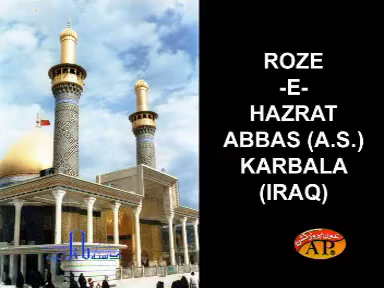 ROZE
-E-
HAZRAT
ABBAS (A.S.)
KARBALA
(IRAQ)
AP®